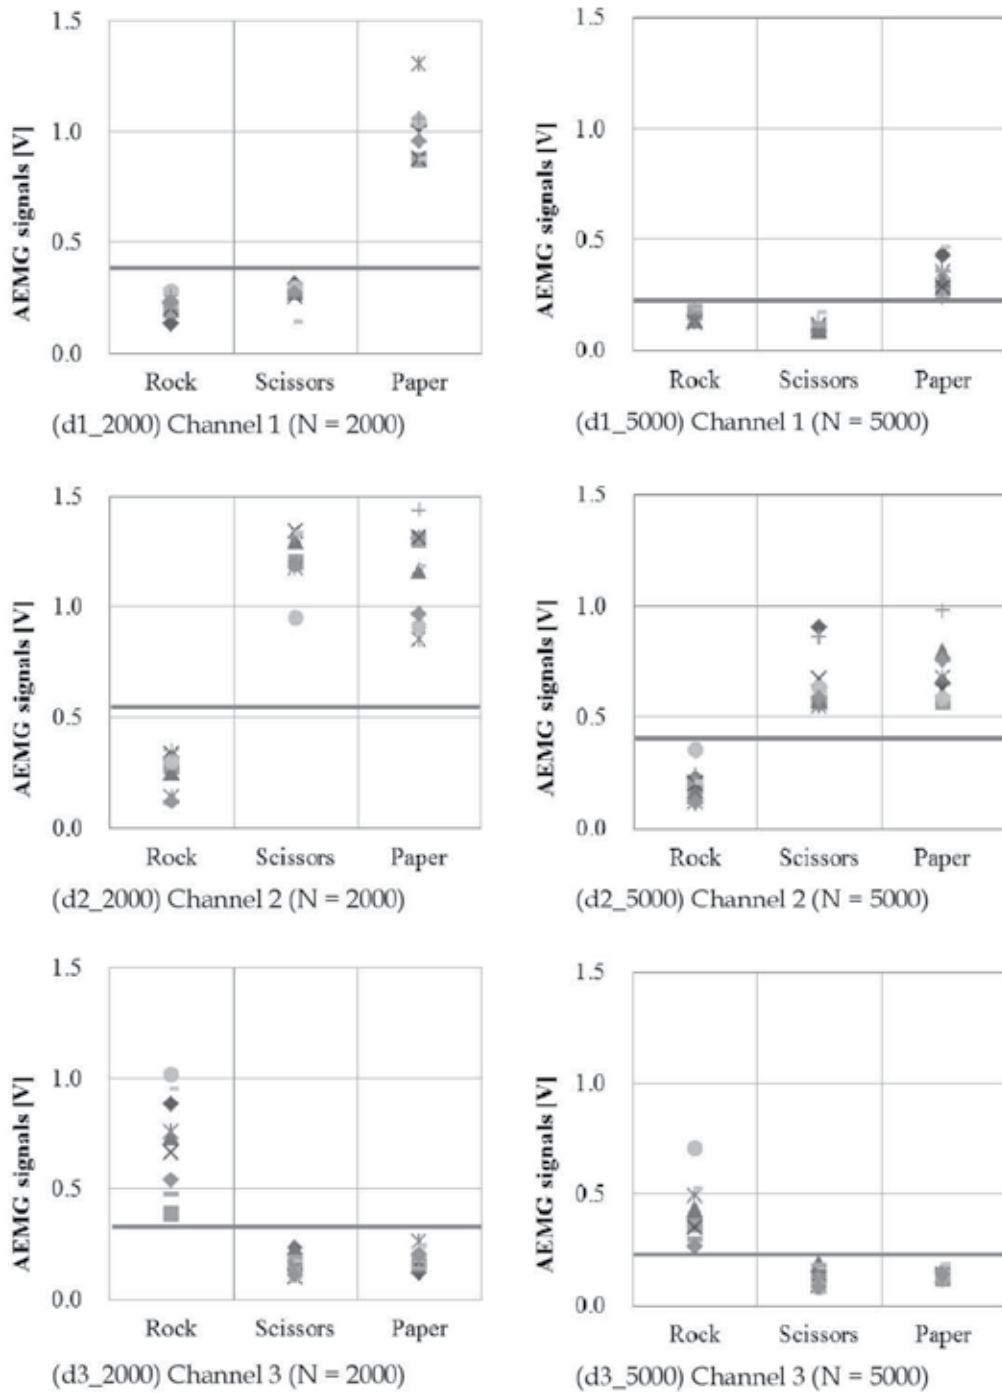 AEMG signals [V]
1.5
1.0
0.5
0.0
Rock Scissors Paper
(d1_2000) Channel 1 (N = 2000)
AEMG signals [V]
1.5
1.0
0.5
0.0
Rock Scissors Paper
(d1_5000) Channel 1 (N = 5000)
AEMG signals [V]
1.5
1.0
0.5
0.0
Rock Scissors Paper
(d2_2000) Channel 2 (N = 2000)
AEMG signals [V]
1.5
1.0
0.5
0.0
Rock Scissors Paper
(d2_5000) Channel 2 (N = 5000)
AEMG signals [V]
1.5
1.0
0.5
0.0
Rock Scissors Paper
(d3_2000) Channel 3 (N = 2000)
AEMG signals [V]
1.5
1.0
0.5
0.0
Rock Scissors Paper
(d3_5000) Channel 3 (N = 5000)